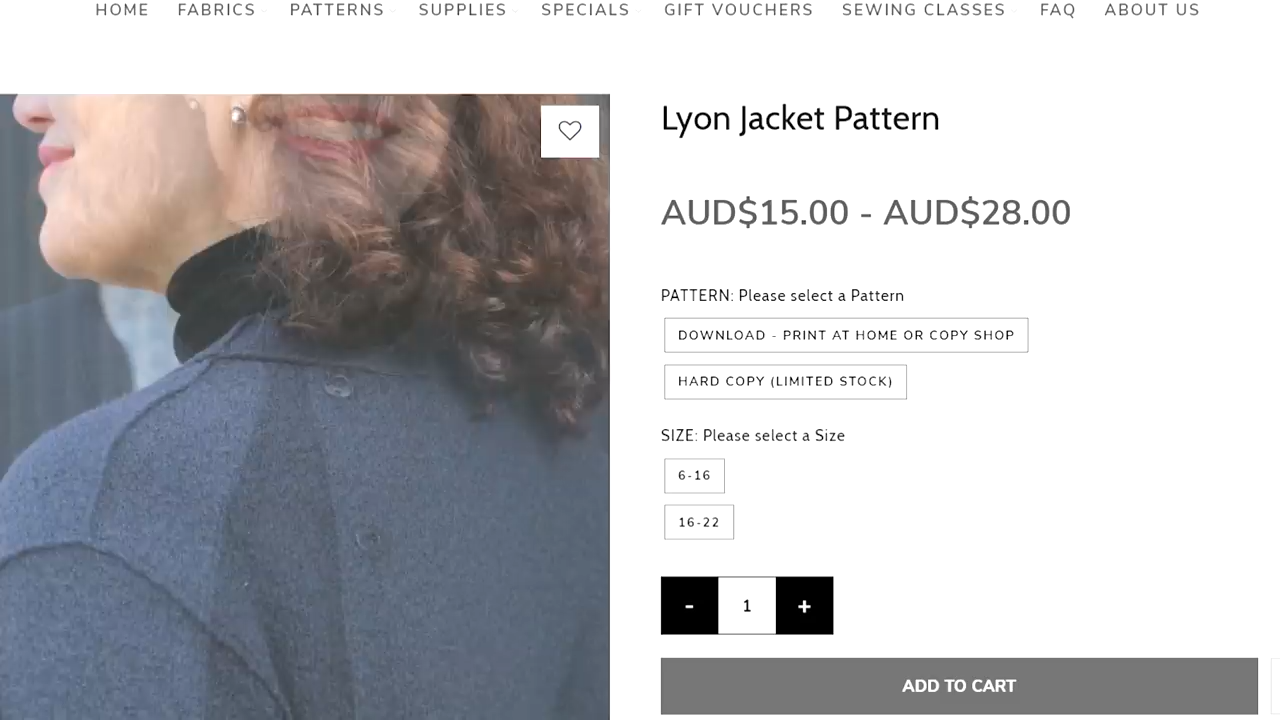 HOME FABRICS PATTERNS SUPPLIES SPECIALS GIFT VOUCHERS SEWING CLASSES FAQ ABOUT US
Lyon Jacket Pattern
AUD$15.00 - AUD$28.00
PATTERN: Please select a Pattern
DOWNLOAD - PRINT AT HOME OR COPY SHOP
HARD COPY (LIMITED STOCK)
SIZE: Please select a Size
6-16
16-22
- 1 +
ADD TO CART